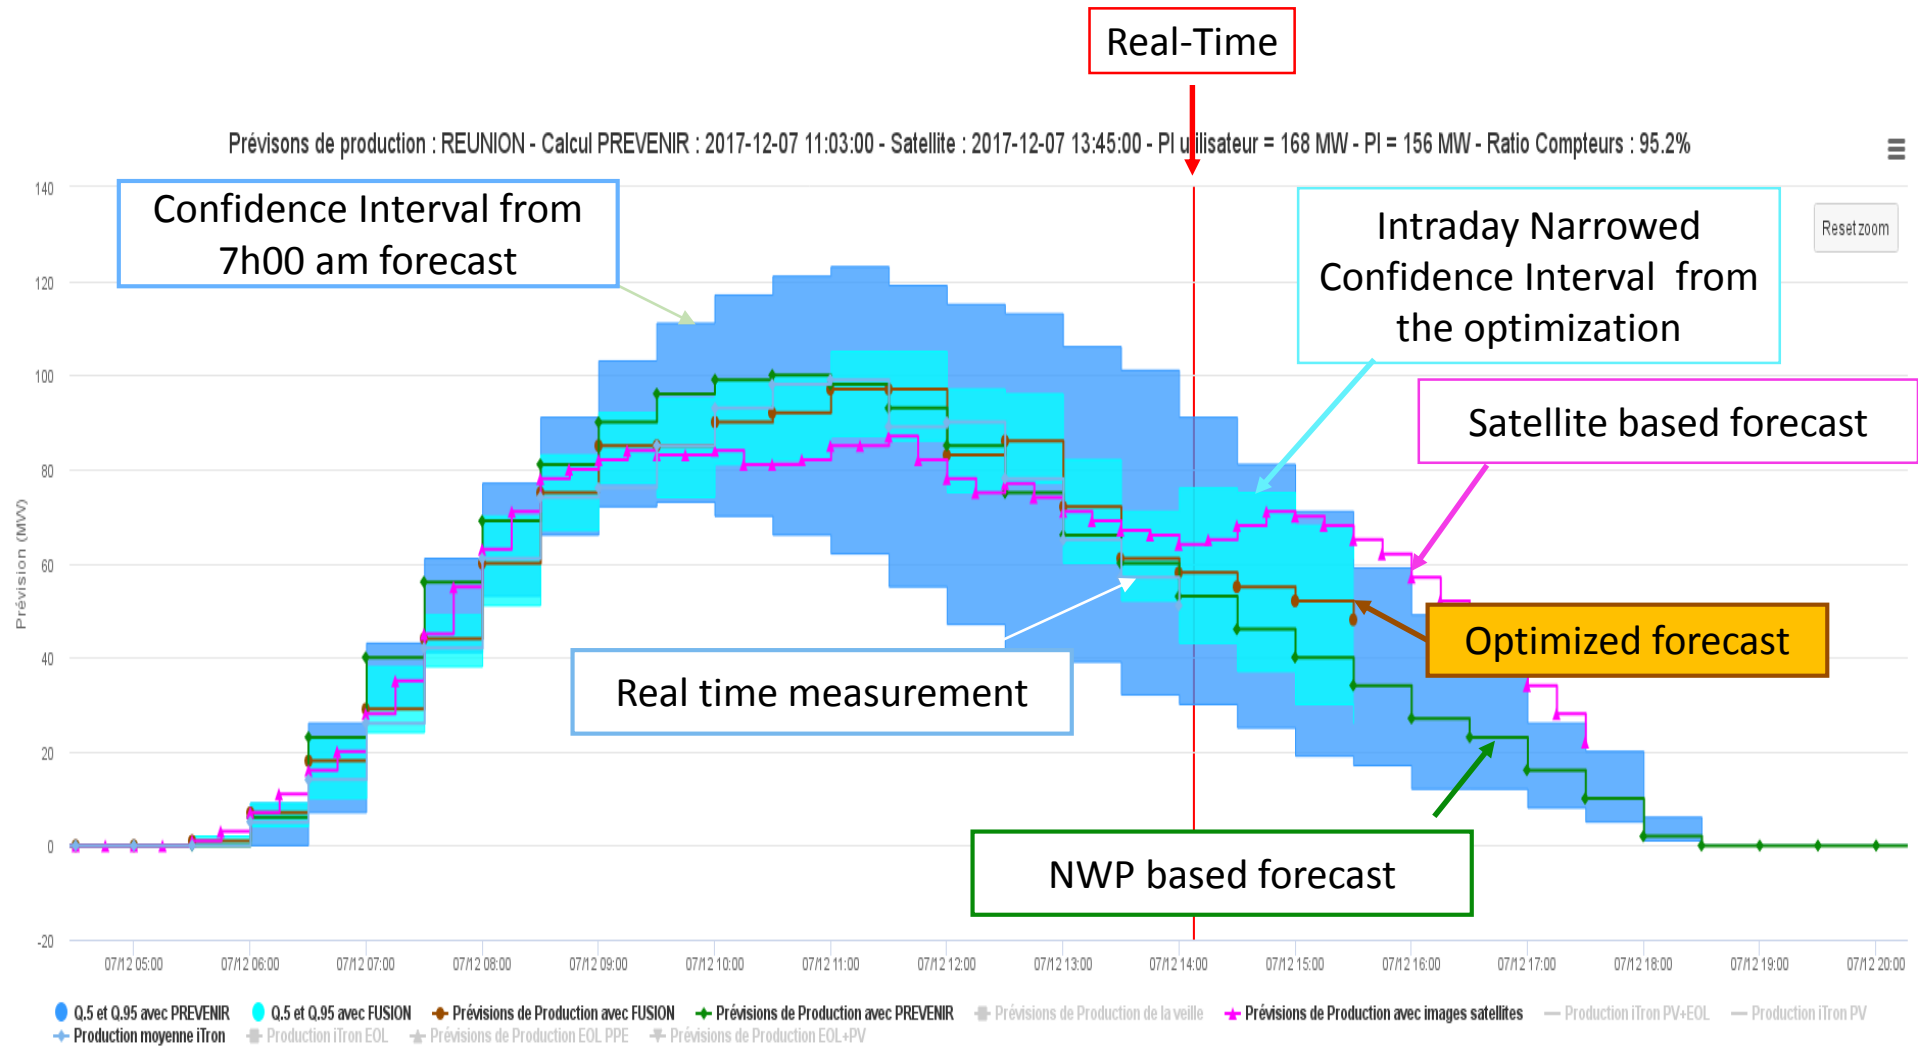 Real-Time
Prévisons de production : REUNION - Calcul PREVENIR : 2017-12-07 11:03:00 - Satellite : 2017-12-07 13:45:00 - PI utilisateur = 168 MW - PI = 156 MW - Ratio Compteurs : 95.2%
Confidence Interval from
7h00 am forecast
Intraday Narrowed
Confidence Interval from
the optimization
Reset zoom
Satellite based forecast
Optimized forecast
Real time measurement
NWP based forecast
Prévision (MW)
140
120
100
80
60
40
20
0
-20
07/12 05:00
07/12 06:00
07/12 07:00
07/12 08:00
07/12 09:00
07/12 10:00
07/12 11:00
07/12 12:00
07/12 13:00
07/12 14:00
07/12 15:00
07/12 16:00
07/12 17:00
07/12 18:00
07/12 19:00
07/12 20:00
Q.5 et Q.95 avec PREVENIR
Q.5 et Q.95 avec FUSION
Prévisions de Production avec FUSION
Prévisions de Production avec PREVENIR
Prévisions de Production de la veille
Prévisions de Production avec images satellites
Production iTron PV+EOL
Production iTron PV
Production moyenne iTron
Production iTron EOL
Prévisions de Production EOL PPE
Prévisions de Production EOL+PV